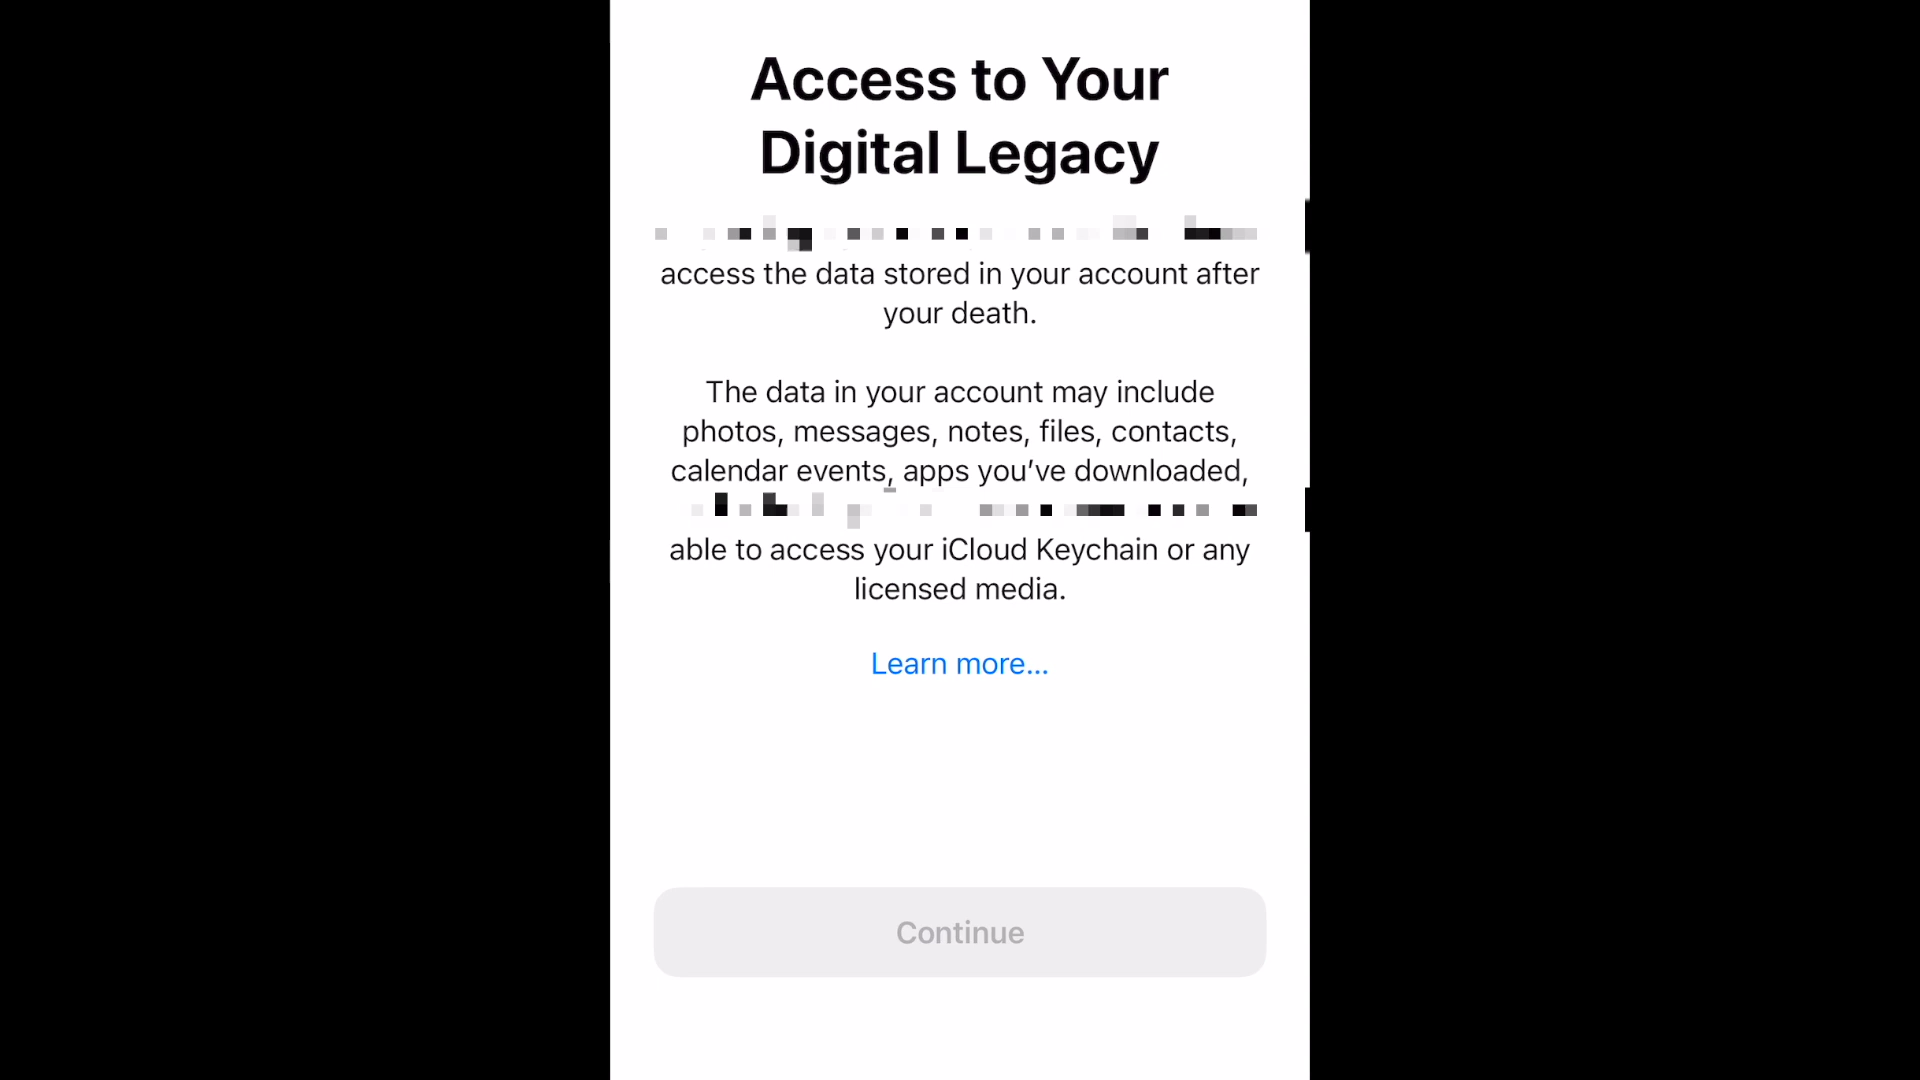 Access to Your
Digital Legacy
access the data stored in your account after
your death.
The data in your account may include
photos, messages, notes, files, contacts,
calendar events, apps you’ve downloaded,
able to access your iCloud Keychain or any
licensed media.
Learn more...
Continue